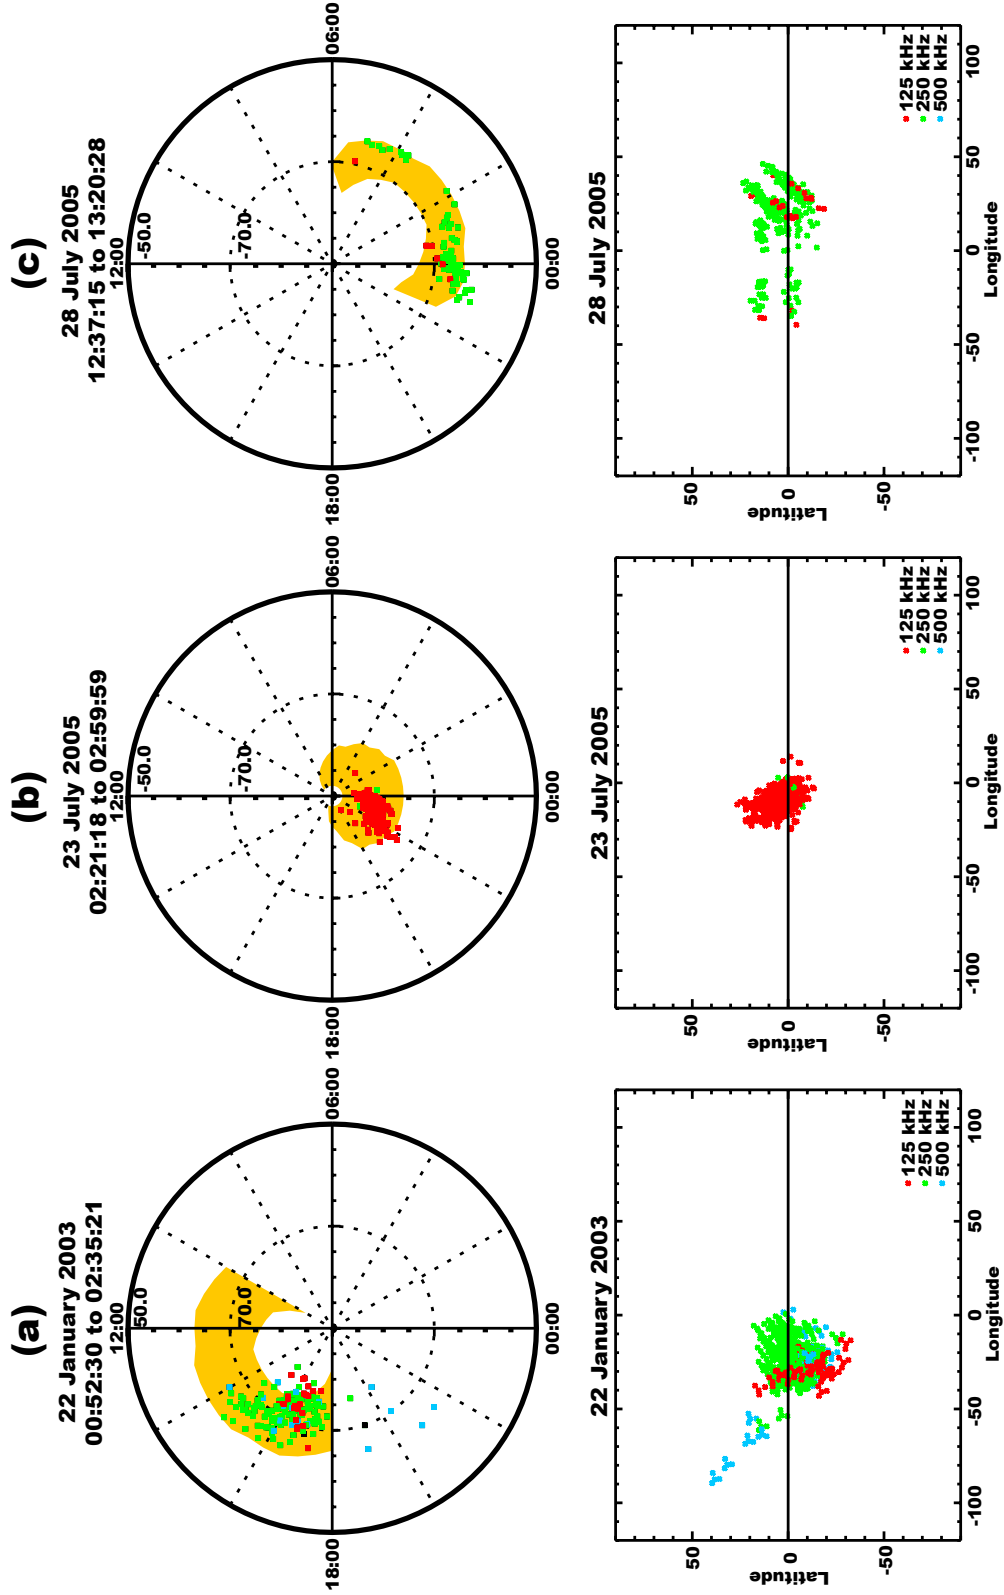 (a)
22 January 2003
00:52:30 to 02:35:21
12:00
-50.0
-70.0
18:00
06:00
00:00
(b)
23 July 2005
02:21:18 to 02:59:59
12:00
-50.0
-70.0
18:00
06:00
00:00
(c)
28 July 2005
12:37:15 to 13:20:28
12:00
-50.0
-70.0
18:00
06:00
00:00
22 January 2003
Latitude
50
0
-50
125 kHz
250 kHz
500 kHz
-100
-50
0
50
100
Longitude
23 July 2005
Latitude
50
0
-50
125 kHz
250 kHz
500 kHz
-100
-50
0
50
100
Longitude
28 July 2005
Latitude
50
0
-50
125 kHz
250 kHz
500 kHz
-100
-50
0
50
100
Longitude